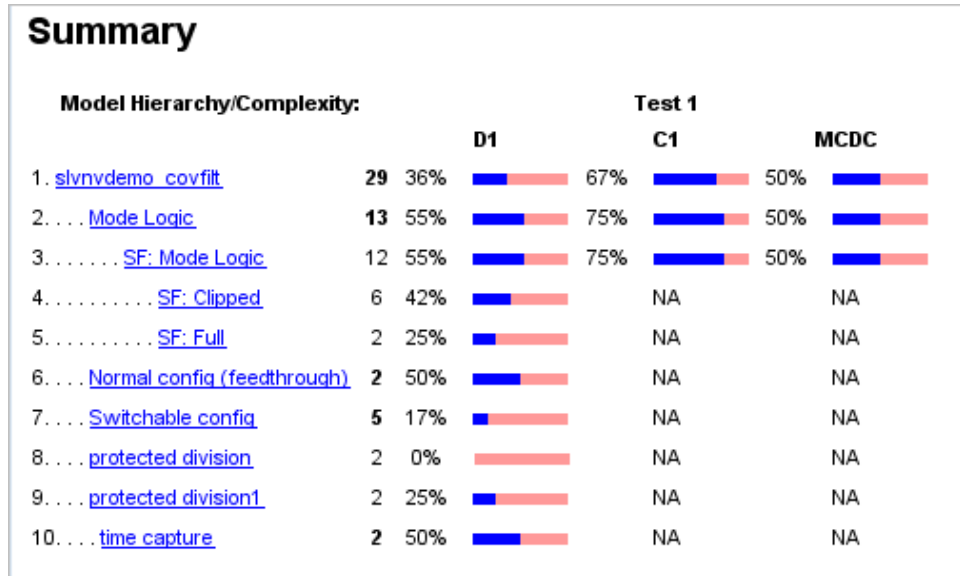 Summary
Model Hierarchy/Complexity: Test 1
D1 C1 MCDC
1. slvnvdemo_covfilt 29 36% 67% 50%
2. . . . Mode Logic 13 55% 75% 50%
3. . . . . . . SF: Mode Logic 12 55% 75% 50%
4. . . . . . . . . . SF: Clipped 6 42% NA NA
5. . . . . . . . . . SF: Full 2 25% NA NA
6. . . . Normal config (feedthrough) 2 50% NA NA
7. . . . Switchable config 5 17% NA NA
8. . . . protected division 2 0% NA NA
9. . . . protected division1 2 25% NA NA
10. . . . time capture 2 50% NA NA